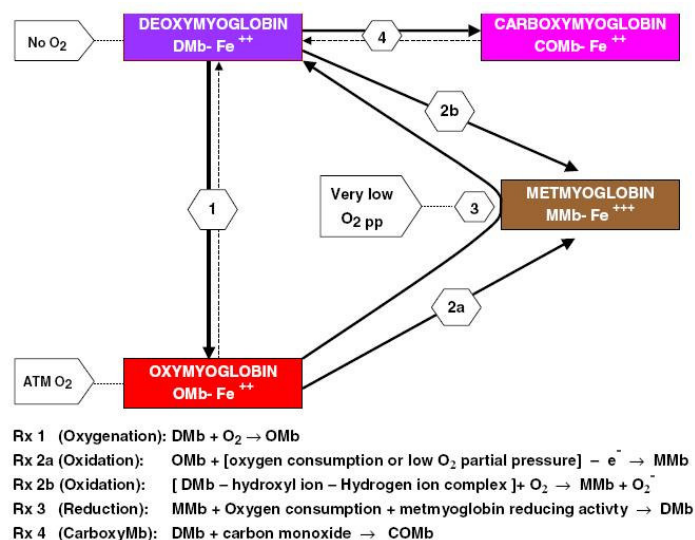 DEOXYMYOGLOBIN
DMb- Fe ++
CARBOXYMYOGLOBIN
COMb- Fe ++
No O2
4
2b
1
Very low
O2 pp
3
METMYOGLOBIN
MMb- Fe +++
2a
ATM O2
OXYMYOGLOBIN
OMb- Fe ++
Rx 1 (Oxygenation): DMb + O2 → OMb
Rx 2a (Oxidation): OMb + [oxygen consumption or low O2 partial pressure] – e- → MMb
Rx 2b (Oxidation): [ DMb – hydroxyl ion – Hydrogen ion complex ]+ O2 → MMb + O2-
Rx 3 (Reduction): MMb + Oxygen consumption + metmyoglobin reducing activty → DMb
Rx 4 (CarboxyMb): DMb + carbon monoxide → COMb